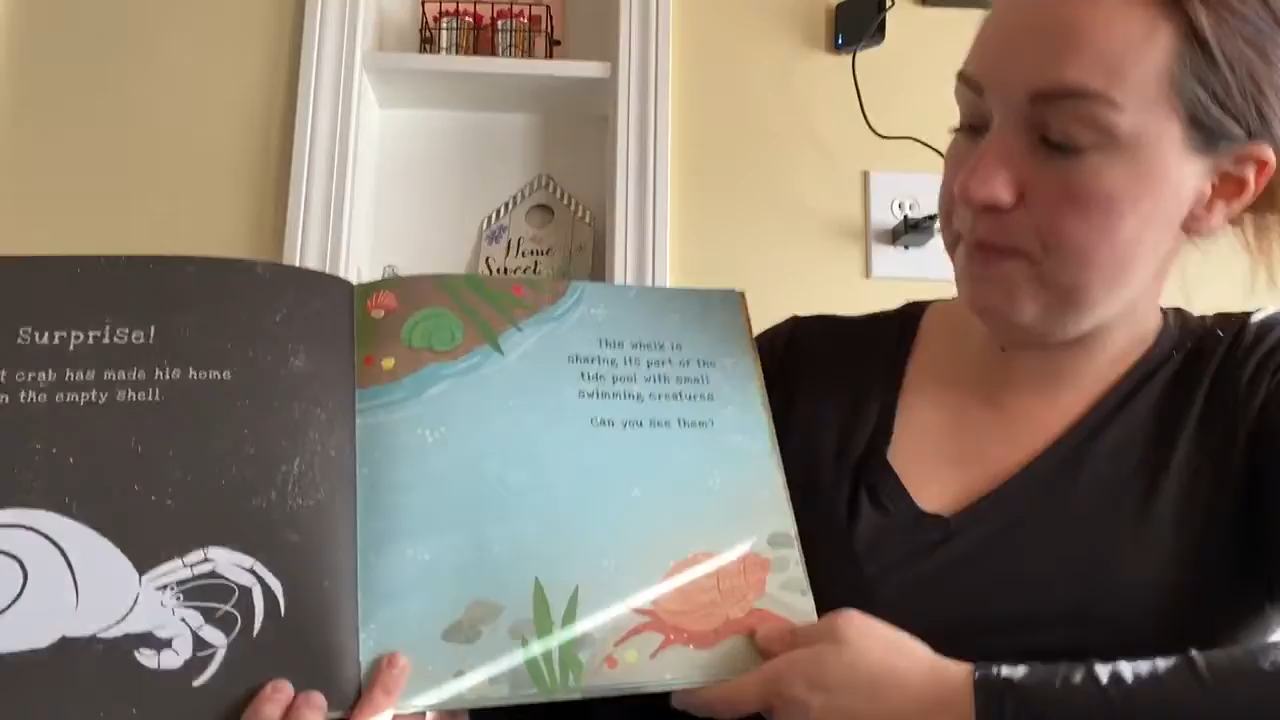 Home
Sweet
Surprise!
crab has made his home
the empty shell.
This whelk is
sharing its part of the
tide pool with small
swimming creatures.
Can you see them?